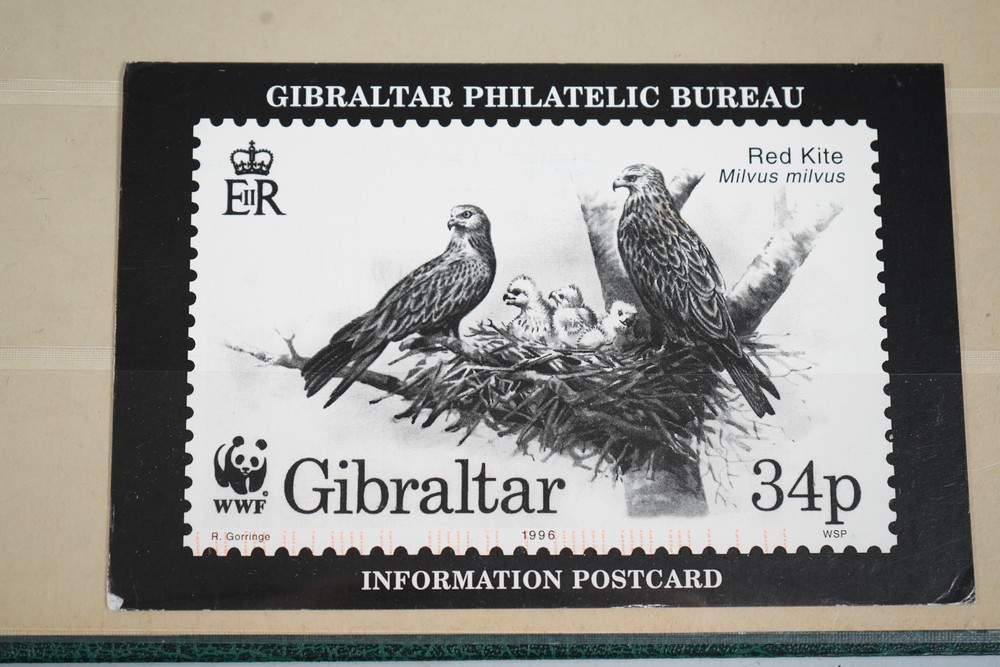 GIBRALTAR PHILATELIC BUREAU
EIIR
Red Kite
Milvus milvus
WWF
Gibraltar
34p
R. Gorringe
1996
WSP
INFORMATION POSTCARD